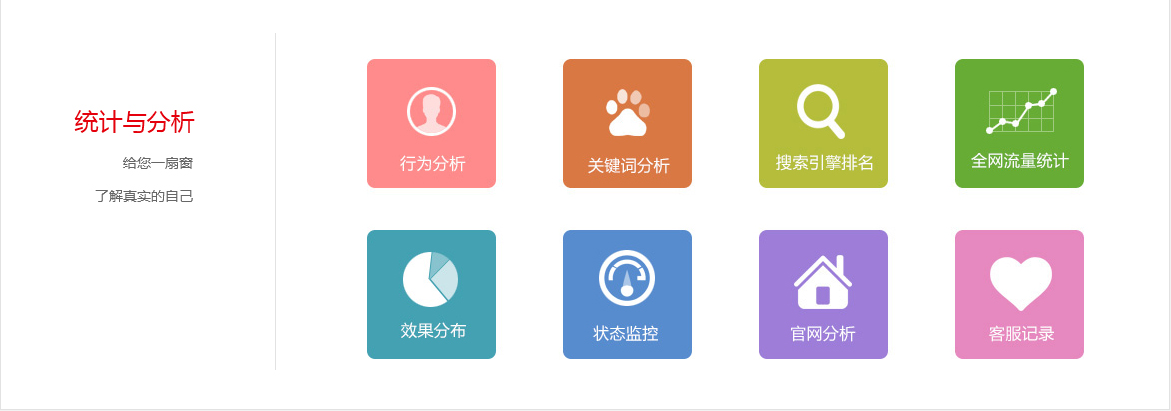 统计与分析
给您一扇窗
了解真实的自己
行为分析
关键词分析
搜索引擎排名
全网流量统计
效果分布
状态监控
官网分析
客服记录